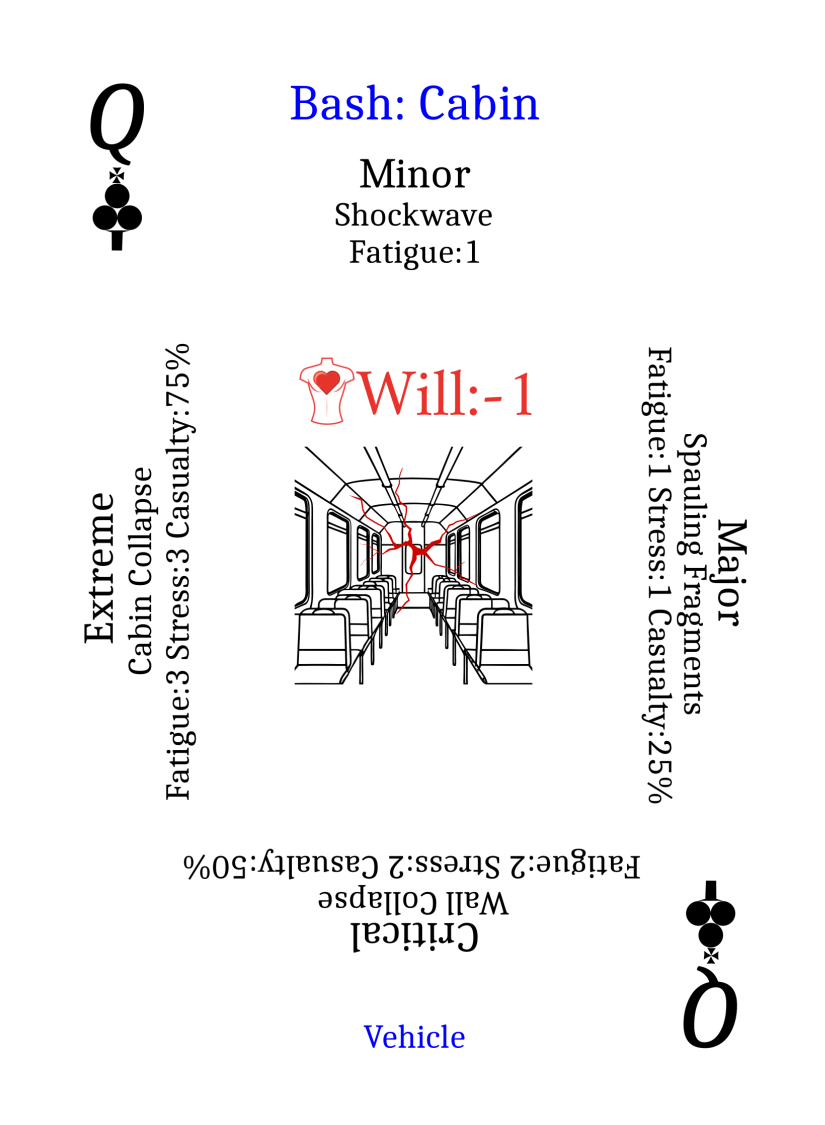 Q
Bash: Cabin
Minor
Shockwave
Fatigue:1
Will:-1
Major
Spauling Fragments
Fatigue:1 Stress:1 Casualty:25%
Critical
Wall Collapse
Fatigue:2 Stress:2 Casualty:50%
Extreme
Cabin Collapse
Fatigue:3 Stress:3 Casualty:75%
Vehicle
Q